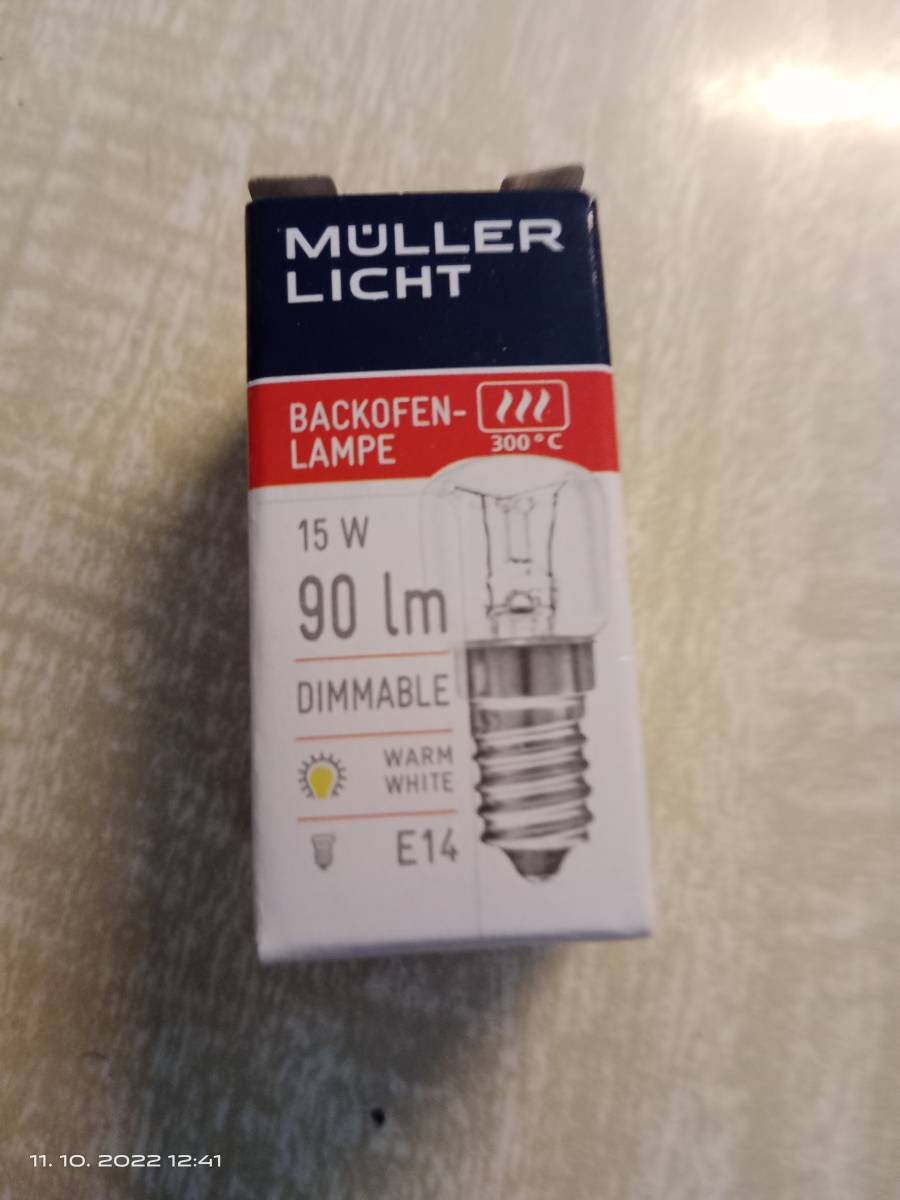 MÜLLER
LICHT
BACKOFEN-
LAMPE
300°C
15 W
90 lm
DIMMABLE
WARM
WHITE
E14
11. 10. 2022 12:41